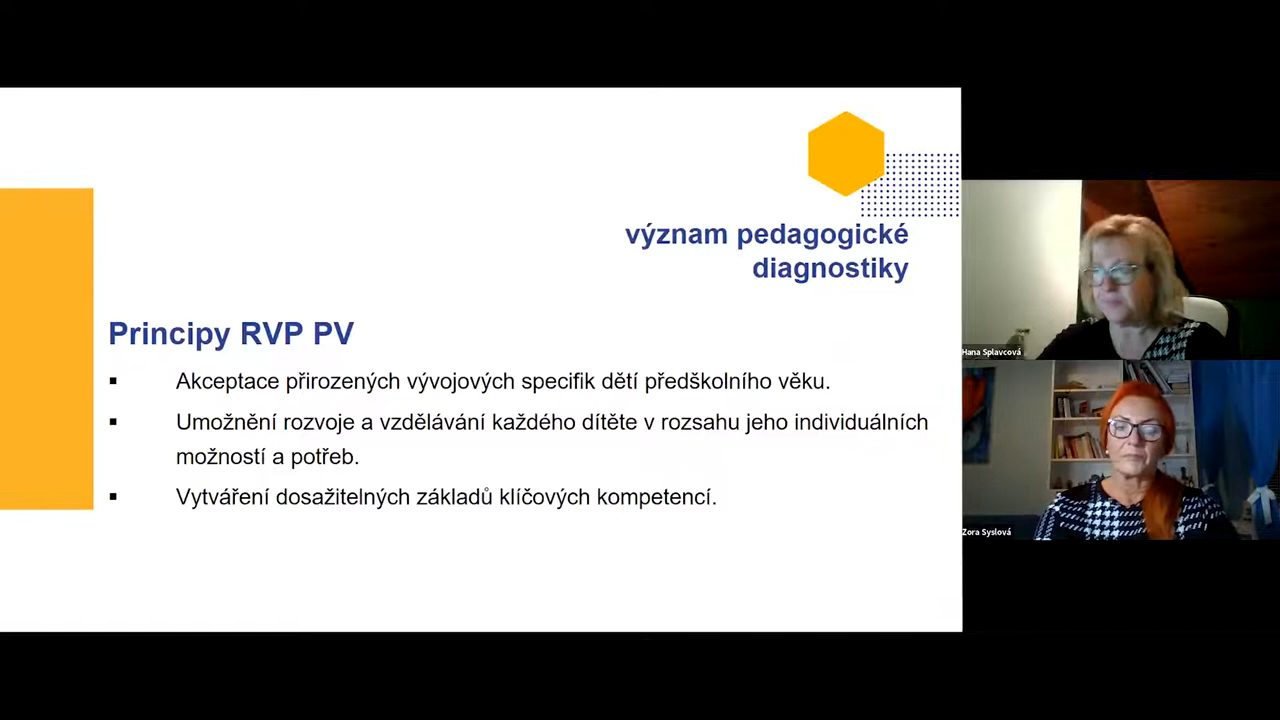 význam pedagogické
diagnostiky
Principy RVP PV
▪ Akceptace přirozených vývojových specifik dětí předškolního věku.
▪ Umožnění rozvoje a vzdělávání každého dítěte v rozsahu jeho individuálních
možností a potřeb.
▪ Vytváření dosažitelných základů klíčových kompetencí.
Hana Splavcová
Zora Syslová